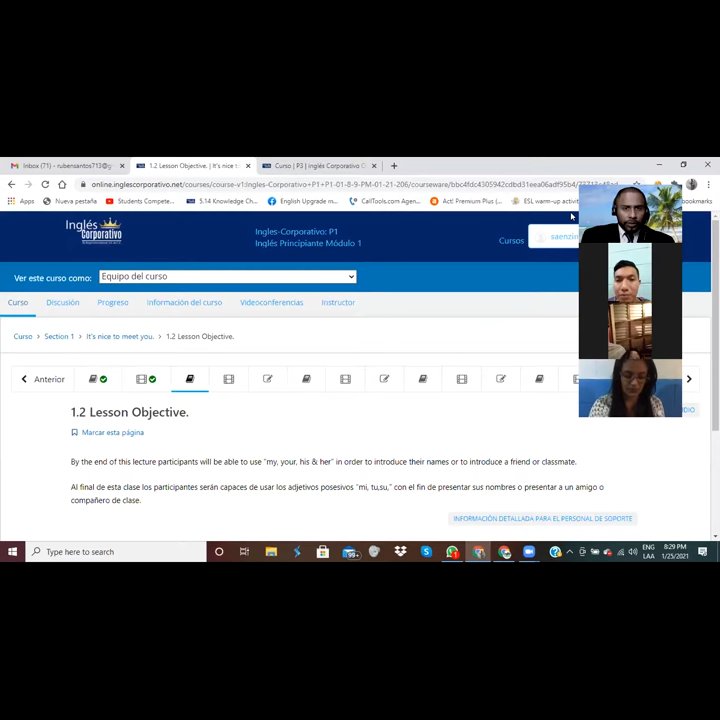 Inbox (71) - rubensantos713@g
1.2 Lesson Objective. | It's nice t
Curso | P3 | Inglés Corporativo
online.inglescorporativo.net/courses/course-v1:Ingles-Corporativo+P1+P1-01-8-9-PM-01-21-206/courseware/
Apps
Nueva pestaña
Students Compete...
5.14 Knowledge Ch...
English Upgrade m...
CallTools.com Agen...
Act! Premium Plus (...
ESL warm-up activit
bookmarks
Inglés
Corporativo
Ingles-Corporativo: P1
Inglés Principiante Módulo 1
Cursos
Ver este curso como:
Equipo del curso
Curso
Discusión
Progreso
Información del curso
Videoconferencias
Instructor
Curso > Section 1 > It's nice to meet you. > 1.2 Lesson Objective.
Anterior
1.2 Lesson Objective.
Marcar esta página
By the end of this lecture participants will be able to use "my, your, his & her" in order to introduce their names or to introduce a friend or classmate.
Al final de esta clase los participantes serán capaces de usar los adjetivos posesivos "mi, tu,su," con el fin de presentar sus nombres o presentar a un amigo o
compañero de clase.
INFORMACIÓN DETALLADA PARA EL PERSONAL DE SOPORTE
Type here to search
99+
ENG
LAA
8:29 PM
1/25/2021